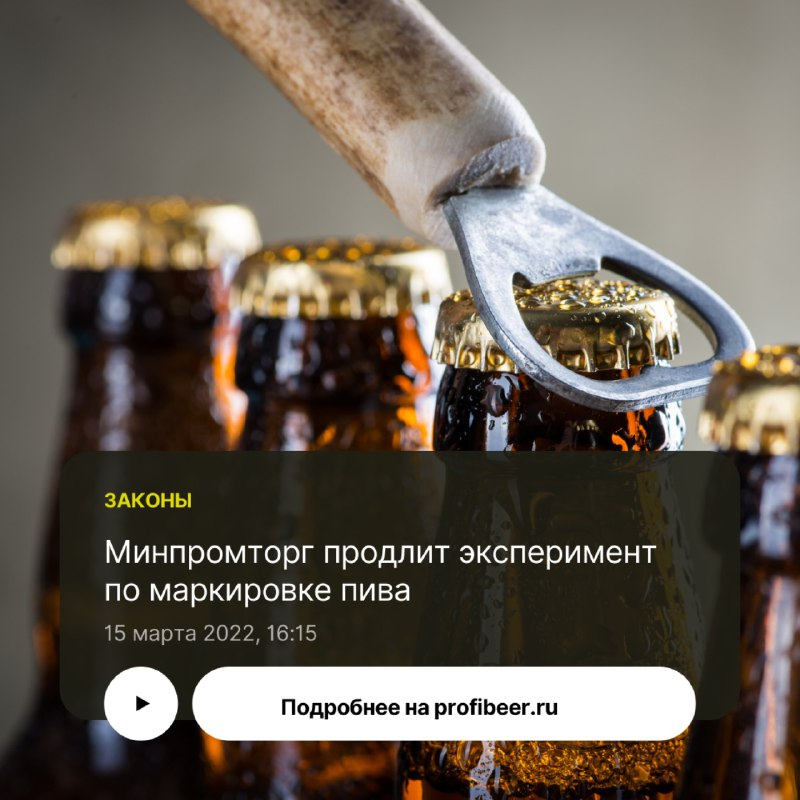 ЗАКОНЫ
Минпромторг продлит эксперимент
по маркировке пива
15 марта 2022, 16:15
Подробнее на profibeer.ru